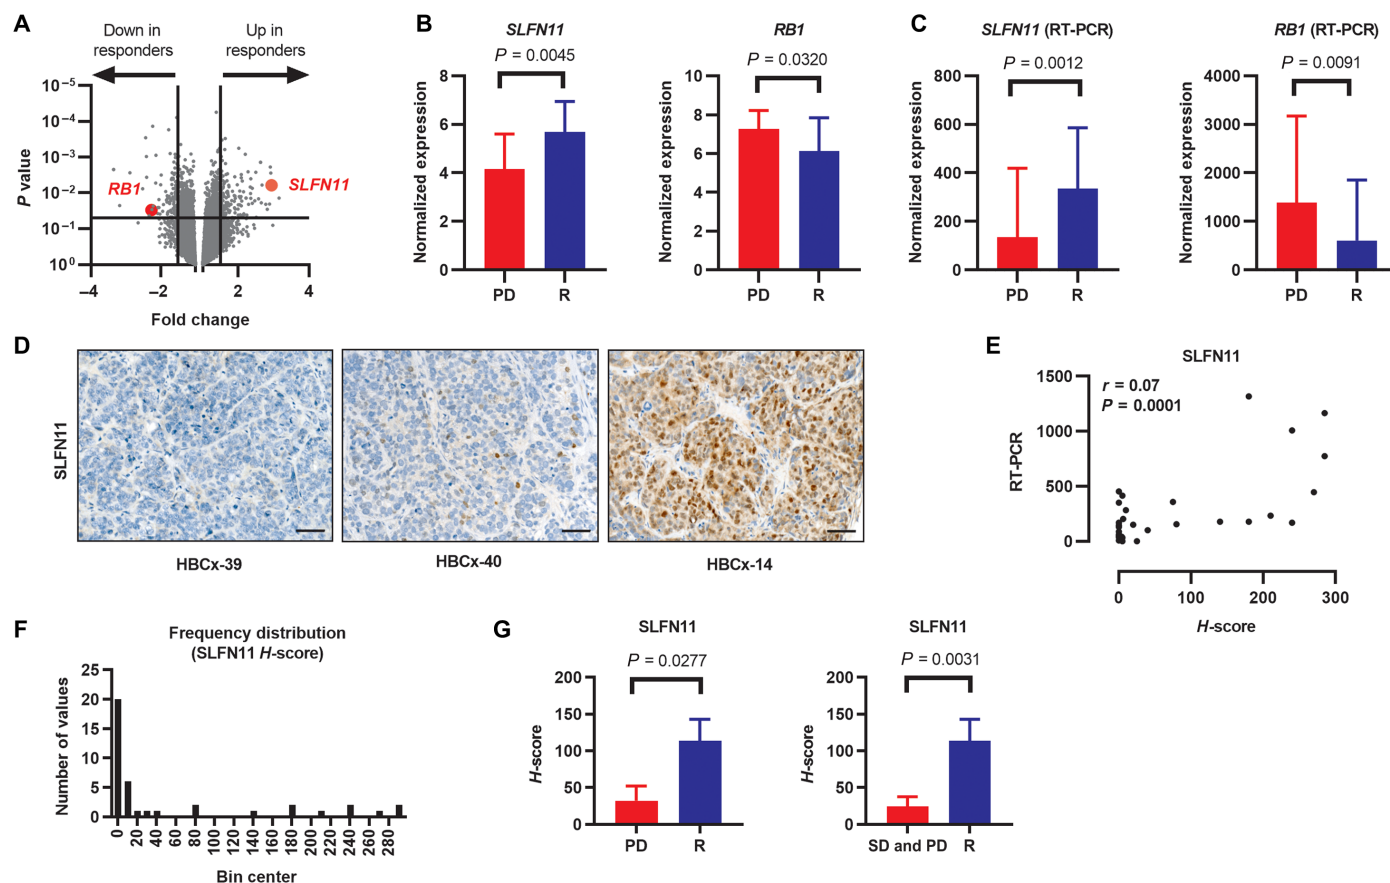 A
Down in
responders
Up in
responders
10⁻⁵
10⁻⁴
10⁻³
10⁻²
10⁻¹
10⁰
P value
RB1
SLFN11
–4
–2
2
4
Fold change
B
SLFN11
P = 0.0045
Normalized expression
8
6
4
2
0
PD
R
RB1
P = 0.0320
Normalized expression
10
8
6
4
2
0
PD
R
C
SLFN11 (RT-PCR)
P = 0.0012
Normalized expression
800
600
400
200
0
PD
R
RB1 (RT-PCR)
P = 0.0091
Normalized expression
4000
3000
2000
1000
0
PD
R
D
SLFN11
HBCx-39
HBCx-40
HBCx-14
E
SLFN11
r = 0.07
P = 0.0001
RT-PCR
1500
1000
500
0
0
100
200
300
H-score
F
Frequency distribution
(SLFN11 H-score)
Number of values
25
20
15
10
5
0
0
20
40
60
80
100
120
140
160
180
200
220
240
260
280
Bin center
G
SLFN11
P = 0.0277
H-score
200
150
100
50
0
PD
R
SLFN11
P = 0.0031
H-score
200
150
100
50
0
SD and PD
R